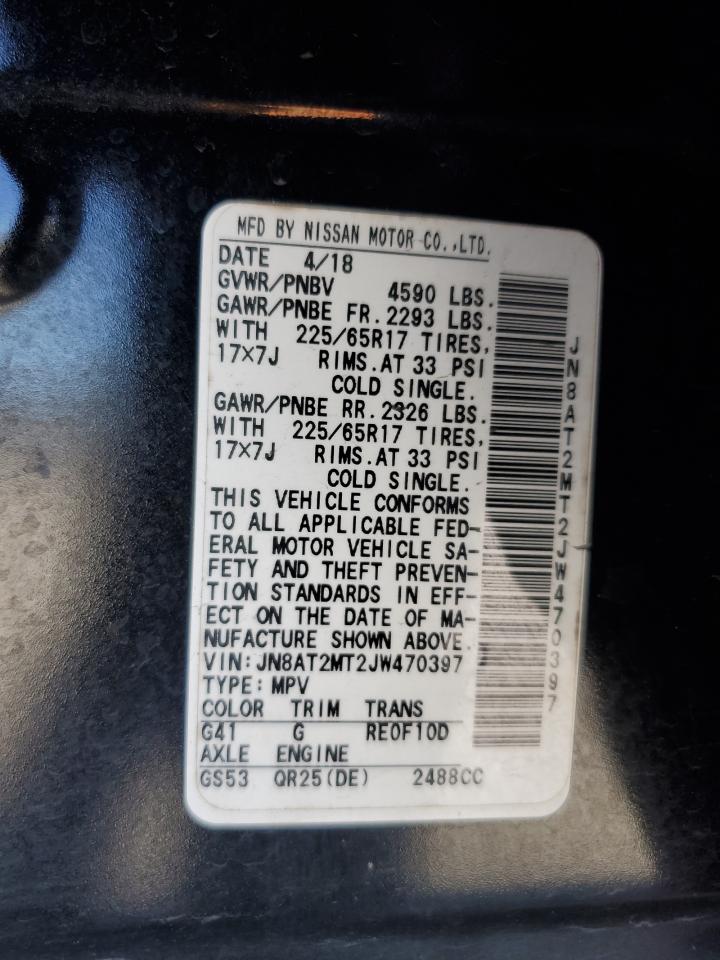 MFD BY NISSAN MOTOR CO.,LTD.
DATE 4/18
GVWR/PNBV 4590 LBS.
GAWR/PNBE FR. 2293 LBS.
WITH 225/65R17 TIRES,
17×7J RIMS.AT 33 PSI
COLD SINGLE.
GAWR/PNBE RR. 2326 LBS.
WITH 225/65R17 TIRES,
17×7J RIMS.AT 33 PSI
COLD SINGLE.
THIS VEHICLE CONFORMS
TO ALL APPLICABLE FED-
ERAL MOTOR VEHICLE SA-
FETY AND THEFT PREVEN-
TION STANDARDS IN EFF-
ECT ON THE DATE OF MA-
NUFACTURE SHOWN ABOVE.
VIN:JN8AT2MT2JW470397
TYPE:MPV
COLOR TRIM TRANS
G41 G RE0F10D
AXLE ENGINE
GS53 QR25(DE) 2488CC
JN8AT2MT2JW470397